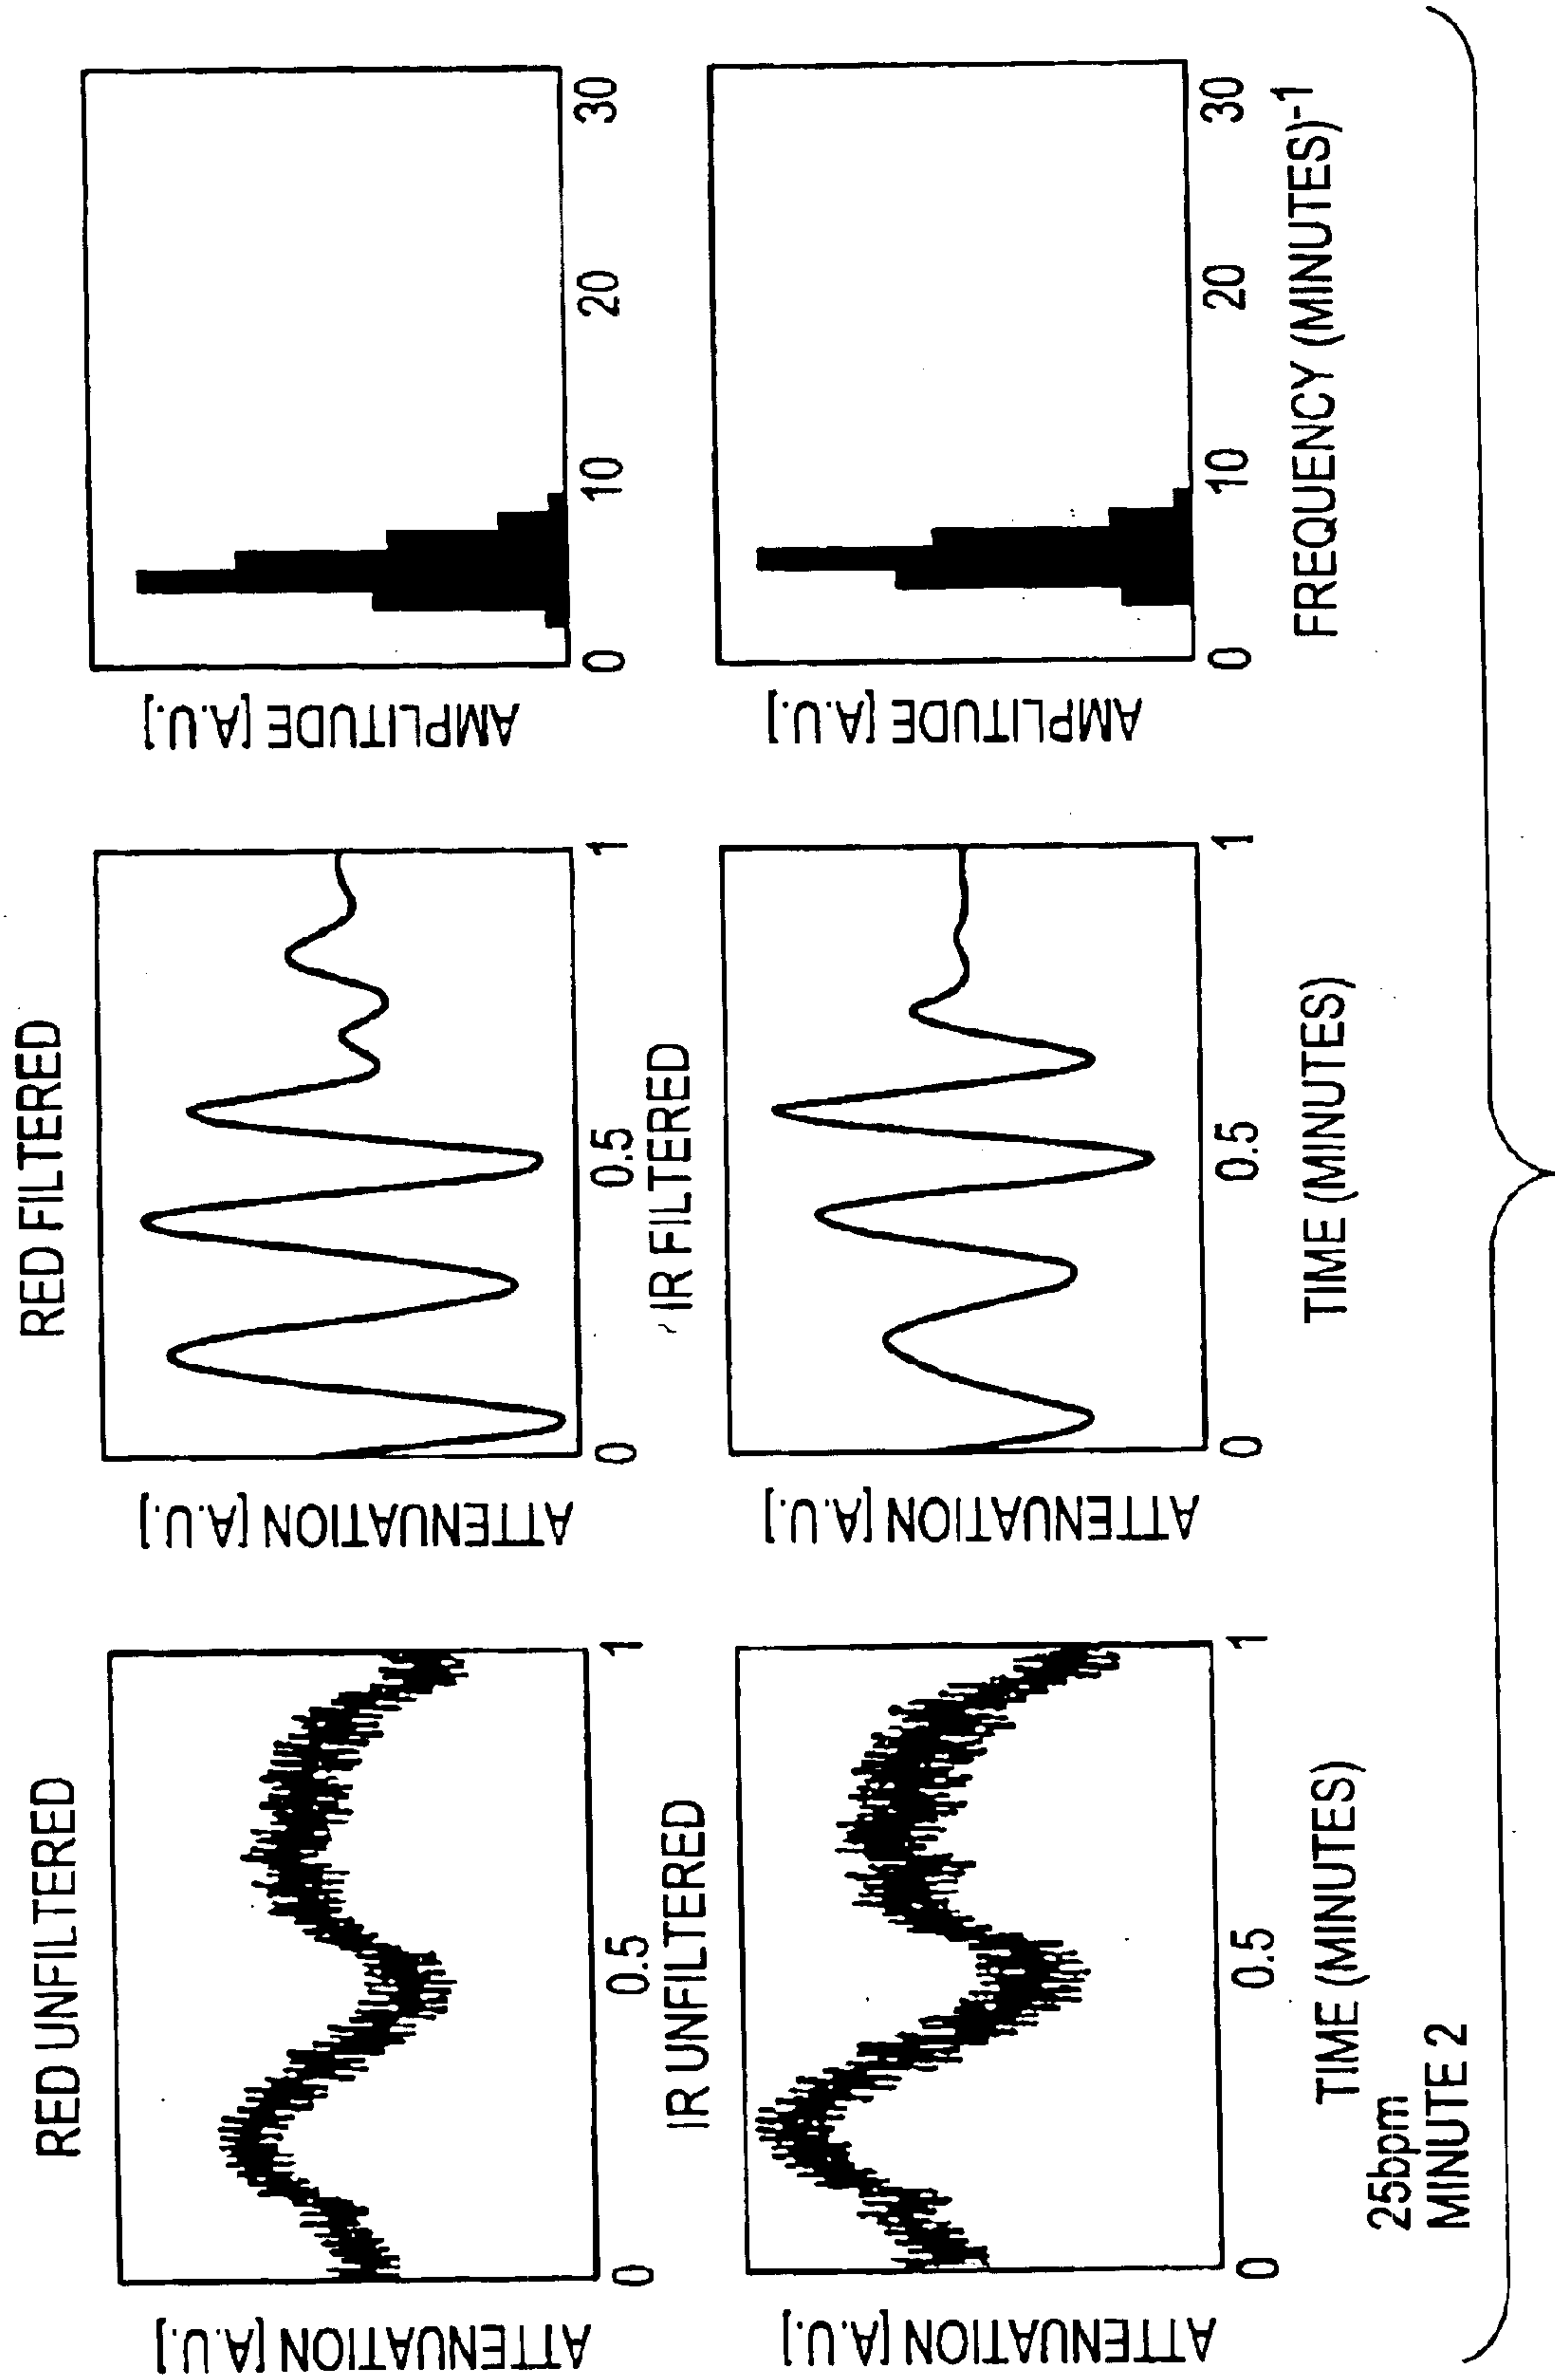 RED UNFILTERED
RED FILTERED
ATTENUATION [A.U.]
ATTENUATION [A.U.]
AMPLITUDE [A.U.]
0 0.5 1
0 0.5 1
0 10 20 30
IR UNFILTERED
IR FILTERED
ATTENUATION [A.U.]
ATTENUATION [A.U.]
AMPLITUDE [A.U.]
0 0.5 1
0 0.5 1
0 10 20 30
TIME (MINUTES)
TIME (MINUTES)
FREQUENCY (MINUTES)-1
25bpm
MINUTE 2